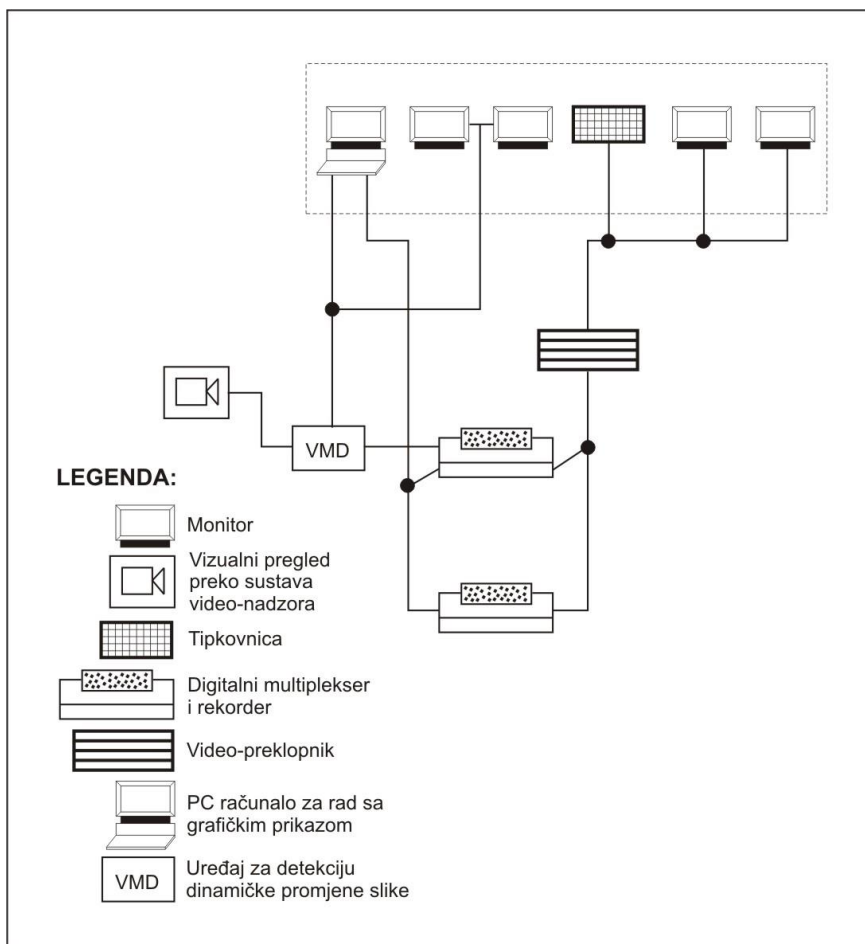 VMD
LEGENDA:
Monitor
Vizualni pregled
preko sustava
video-nadzora
Tipkovnica
Digitalni multiplekser
i rekorder
Video-preklopnik
PC računalo za rad sa
grafičkim prikazom
VMD
Uređaj za detekciju
dinamičke promjene slike